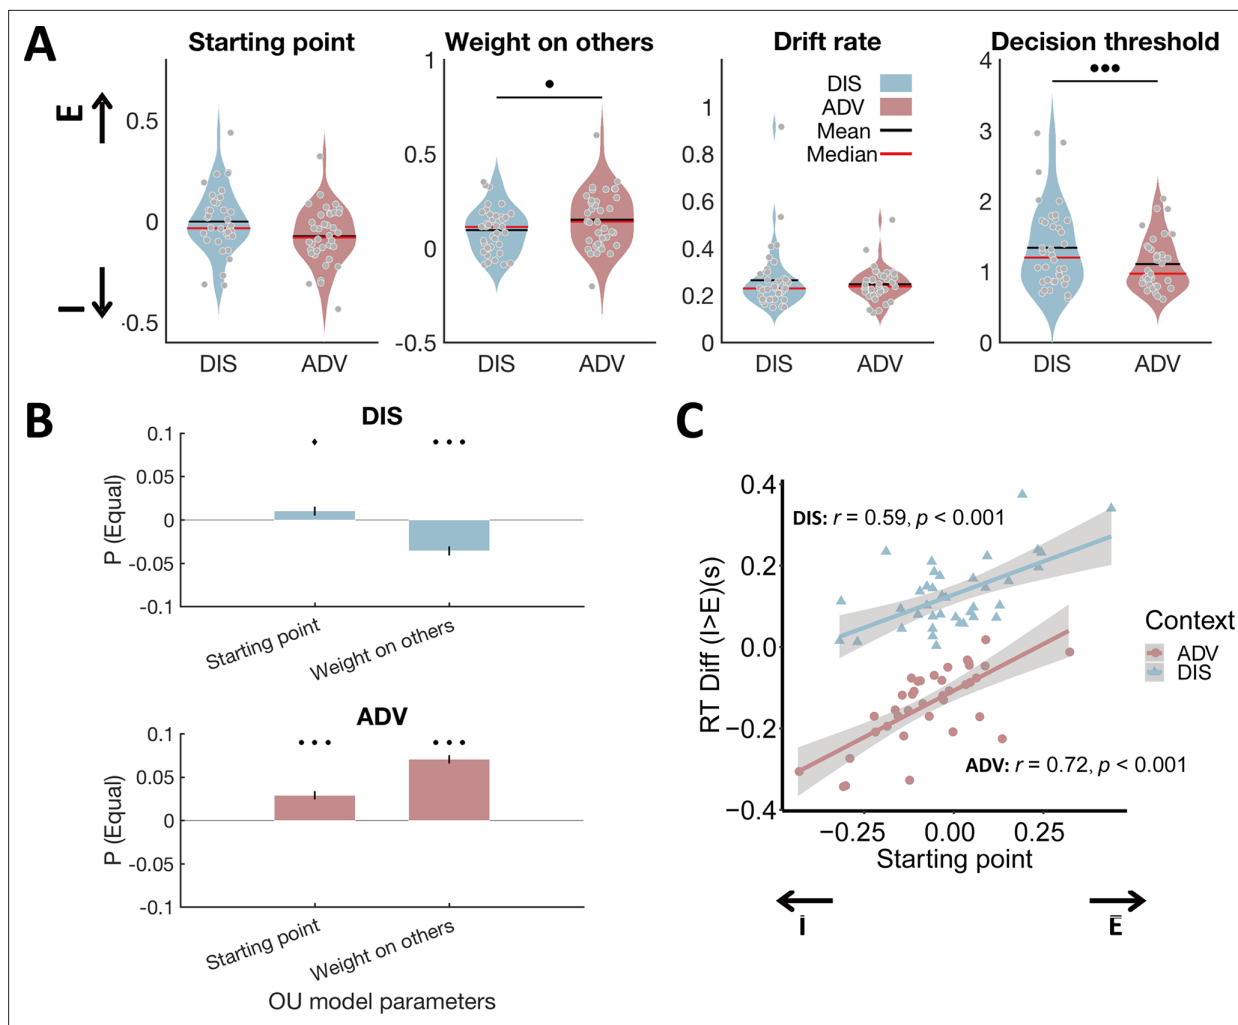 A
Starting point
Weight on others
Drift rate
Decision threshold
E
I
0.5
0
-0.5
DIS
ADV
1
0.5
0
-0.5
DIS
ADV
1
0.8
0.6
0.4
0.2
0
DIS
ADV
Mean
Median
DIS
ADV
4
3
2
1
0
DIS
ADV
B
DIS
P (Equal)
0.1
0.05
0
-0.05
-0.1
Starting point
Weight on others
ADV
P (Equal)
0.1
0.05
0
-0.05
-0.1
Starting point
Weight on others
OU model parameters
C
RT Diff (I>E)(s)
0.4
0.2
0.0
−0.2
−0.4
DIS: r = 0.59, p < 0.001
ADV: r = 0.72, p < 0.001
−0.25
0.00
0.25
Starting point
I
E
Context
ADV
DIS